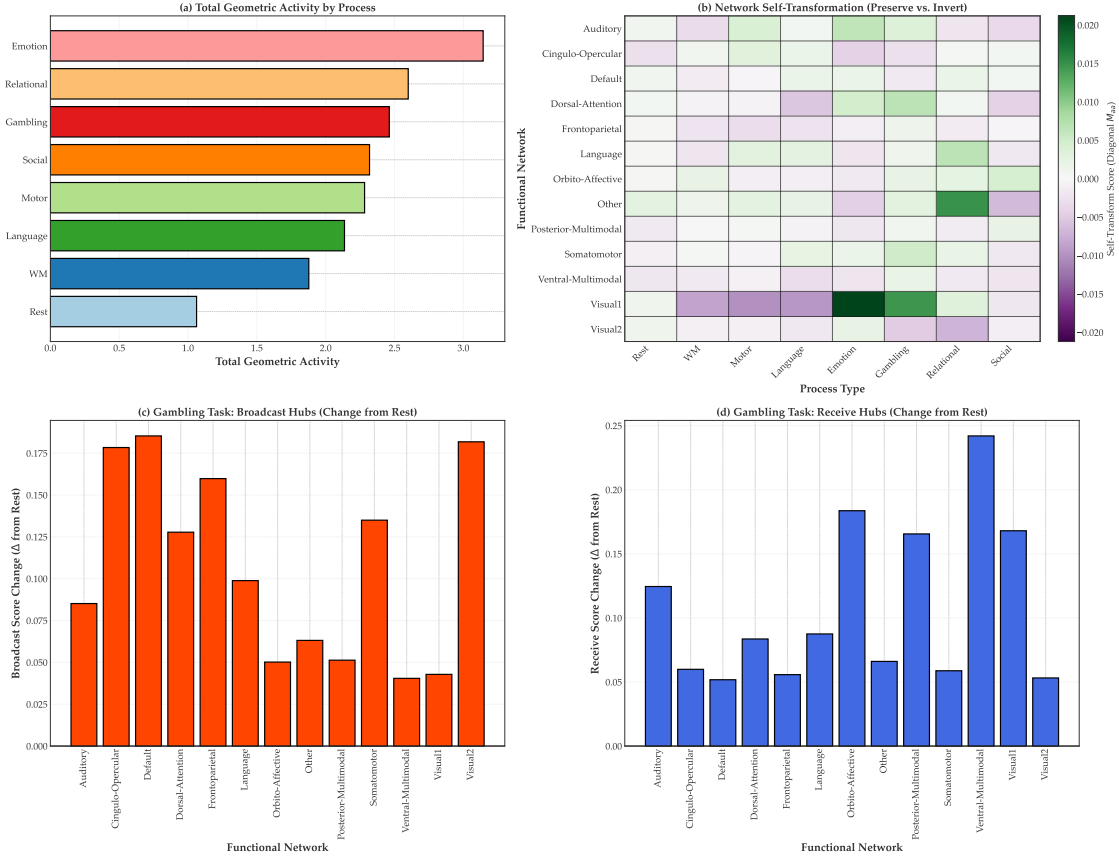 (a) Total Geometric Activity by Process
Emotion
Relational
Gambling
Social
Motor
Language
WM
Rest
0.0 0.5 1.0 1.5 2.0 2.5 3.0
Total Geometric Activity
(b) Network Self-Transformation (Preserve vs. Invert)
Functional Network
Auditory
Cingulo-Opercular
Default
Dorsal-Attention
Frontoparietal
Language
Orbito-Affective
Other
Posterior-Multimodal
Somatomotor
Ventral-Multimodal
Visual1
Visual2
Rest WM Motor Language Emotion Gambling Relational Social
Process Type
0.020
0.015
0.010
0.005
0.000
−0.005
−0.010
−0.015
−0.020
Self-Transform Score (Diagonal Maa)
(c) Gambling Task: Broadcast Hubs (Change from Rest)
Broadcast Score Change (Δ from Rest)
0.175
0.150
0.125
0.100
0.075
0.050
0.025
0.000
Auditory Cingulo-Opercular Default Dorsal-Attention Frontoparietal Language Orbito-Affective Other Posterior-Multimodal Somatomotor Ventral-Multimodal Visual1 Visual2
Functional Network
(d) Gambling Task: Receive Hubs (Change from Rest)
Receive Score Change (Δ from Rest)
0.25
0.20
0.15
0.10
0.05
0.00
Auditory Cingulo-Opercular Default Dorsal-Attention Frontoparietal Language Orbito-Affective Other Posterior-Multimodal Somatomotor Ventral-Multimodal Visual1 Visual2
Functional Network